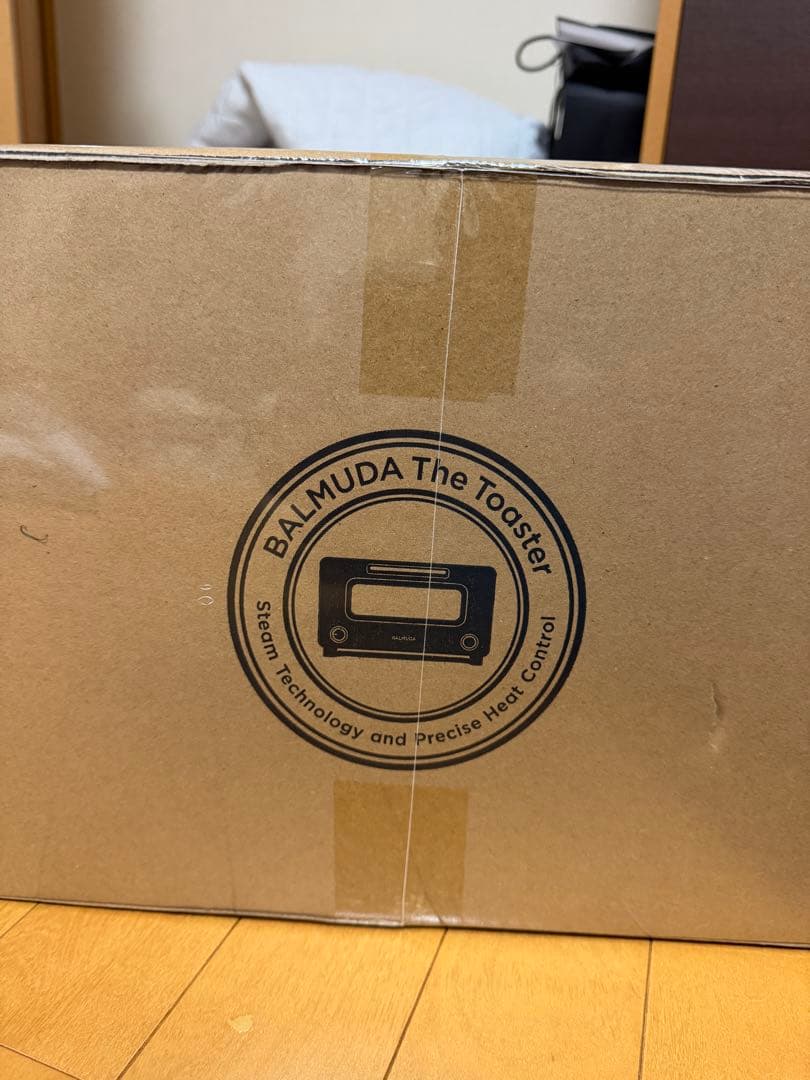 BALMUDA The Toaster
BALMUDA
Steam Technology and Precise Heat Control